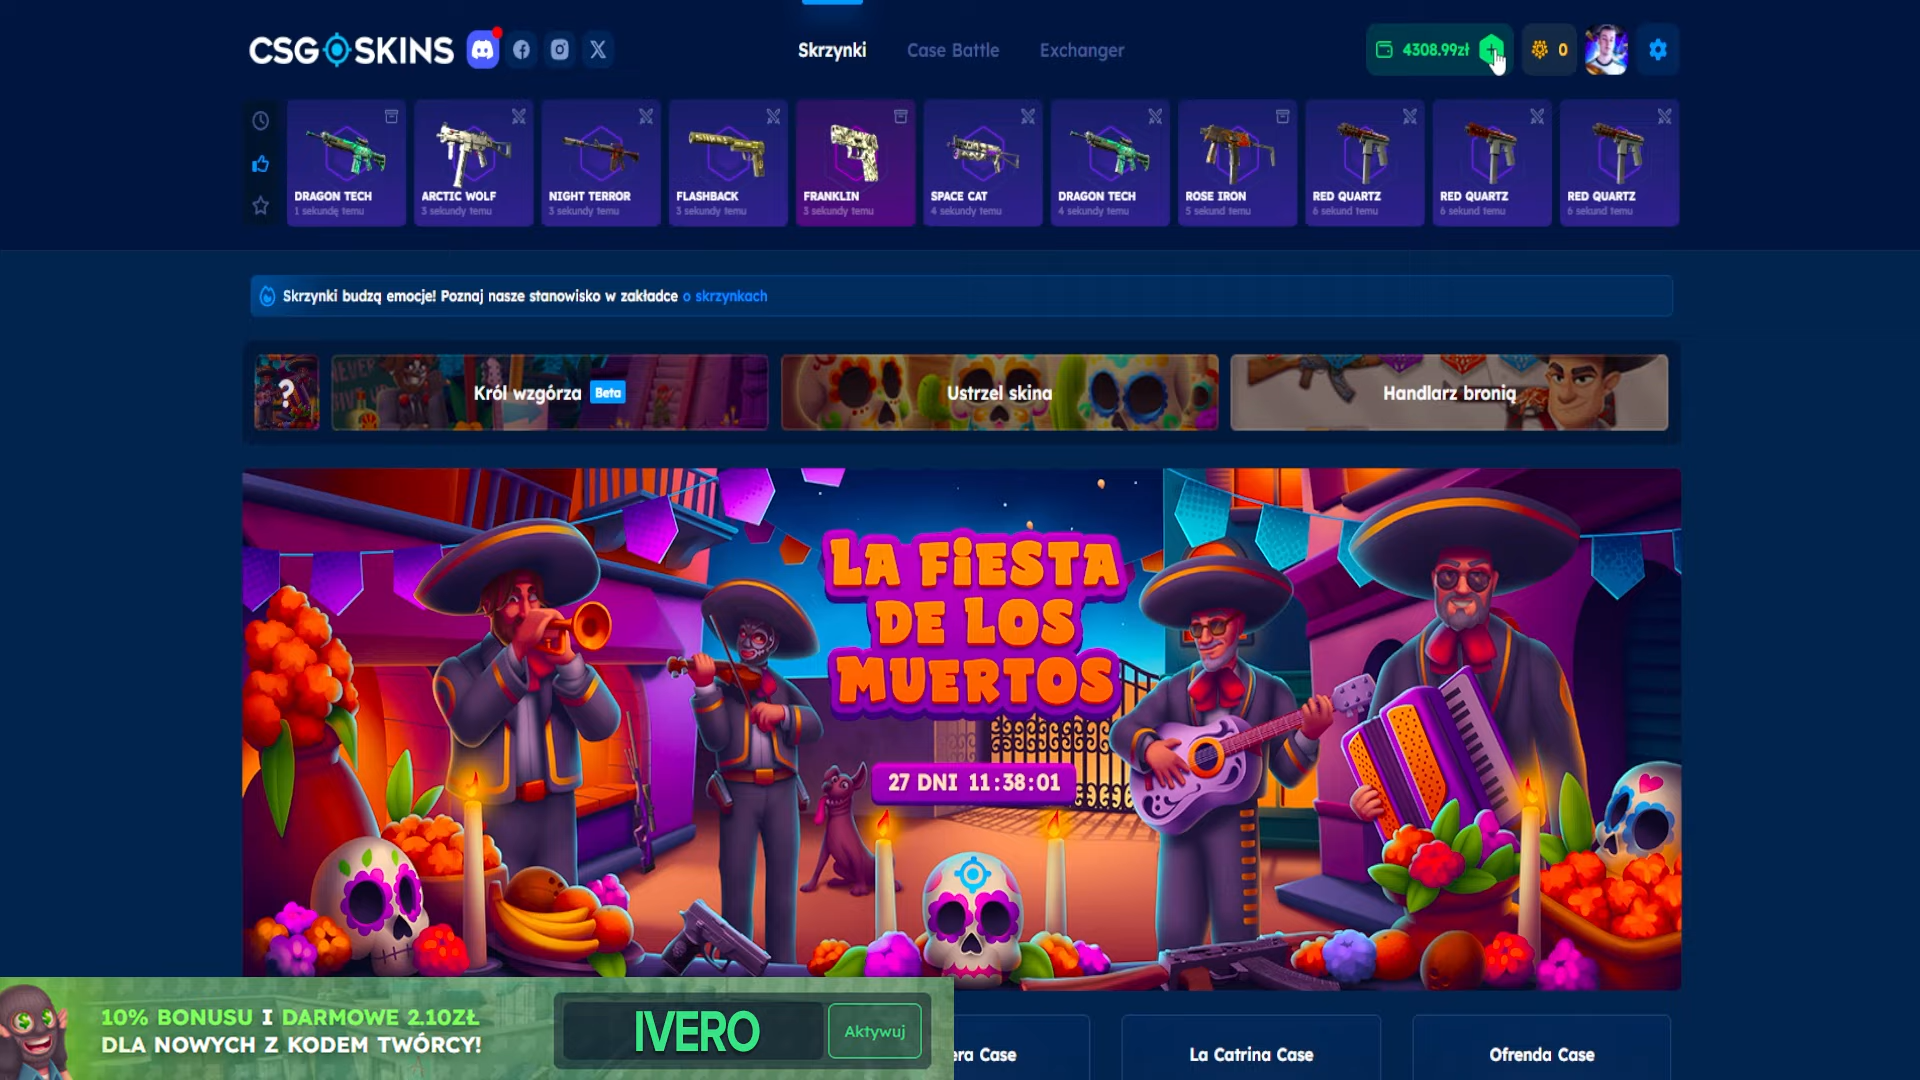 CSGOSKINS
Skrzynki
Case Battle
Exchanger
4308.99zł
0
DRAGON TECH
1 sekundę temu
ARCTIC WOLF
3 sekundy temu
NIGHT TERROR
3 sekundy temu
FLASHBACK
3 sekundy temu
FRANKLIN
3 sekundy temu
SPACE CAT
4 sekundy temu
DRAGON TECH
4 sekundy temu
ROSE IRON
5 sekund temu
RED QUARTZ
6 sekund temu
RED QUARTZ
6 sekund temu
RED QUARTZ
6 sekund temu
Skrzynki budzą emocje! Poznaj nasze stanowisko w zakładce o skrzynkach
?
Król wzgórza Beta
Ustrzel skina
Handlarz bronią
LA FIESTA
DE LOS
MUERTOS
27 DNI 11:38:01
10% BONUSU I DARMOWE 2.10ZŁ
DLA NOWYCH Z KODEM TWÓRCY!
IVERO
Aktywuj
era Case
La Catrina Case
Ofrenda Case